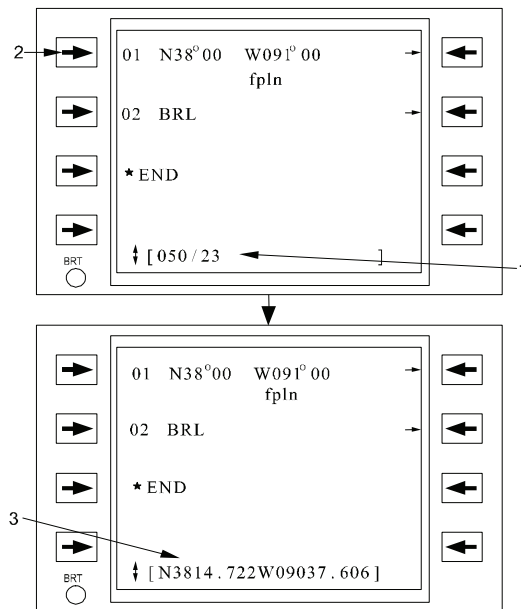 2
01 N38°00 W091°00
fpln
02 BRL
★END
[050/23 ]
BRT
01 N38°00 W091°00
fpln
02 BRL
★END
3
[N3814.722W09037.606]
BRT